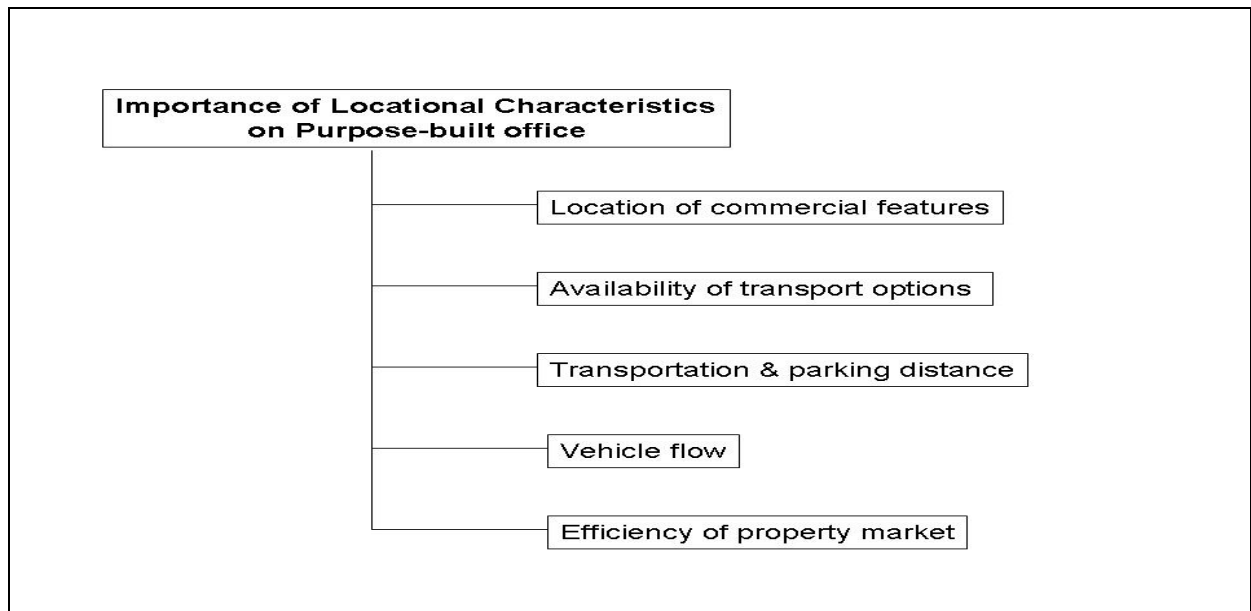 Importance of Locational Characteristics
on Purpose-built office
Location of commercial features
Availability of transport options
Transportation & parking distance
Vehicle flow
Efficiency of property market